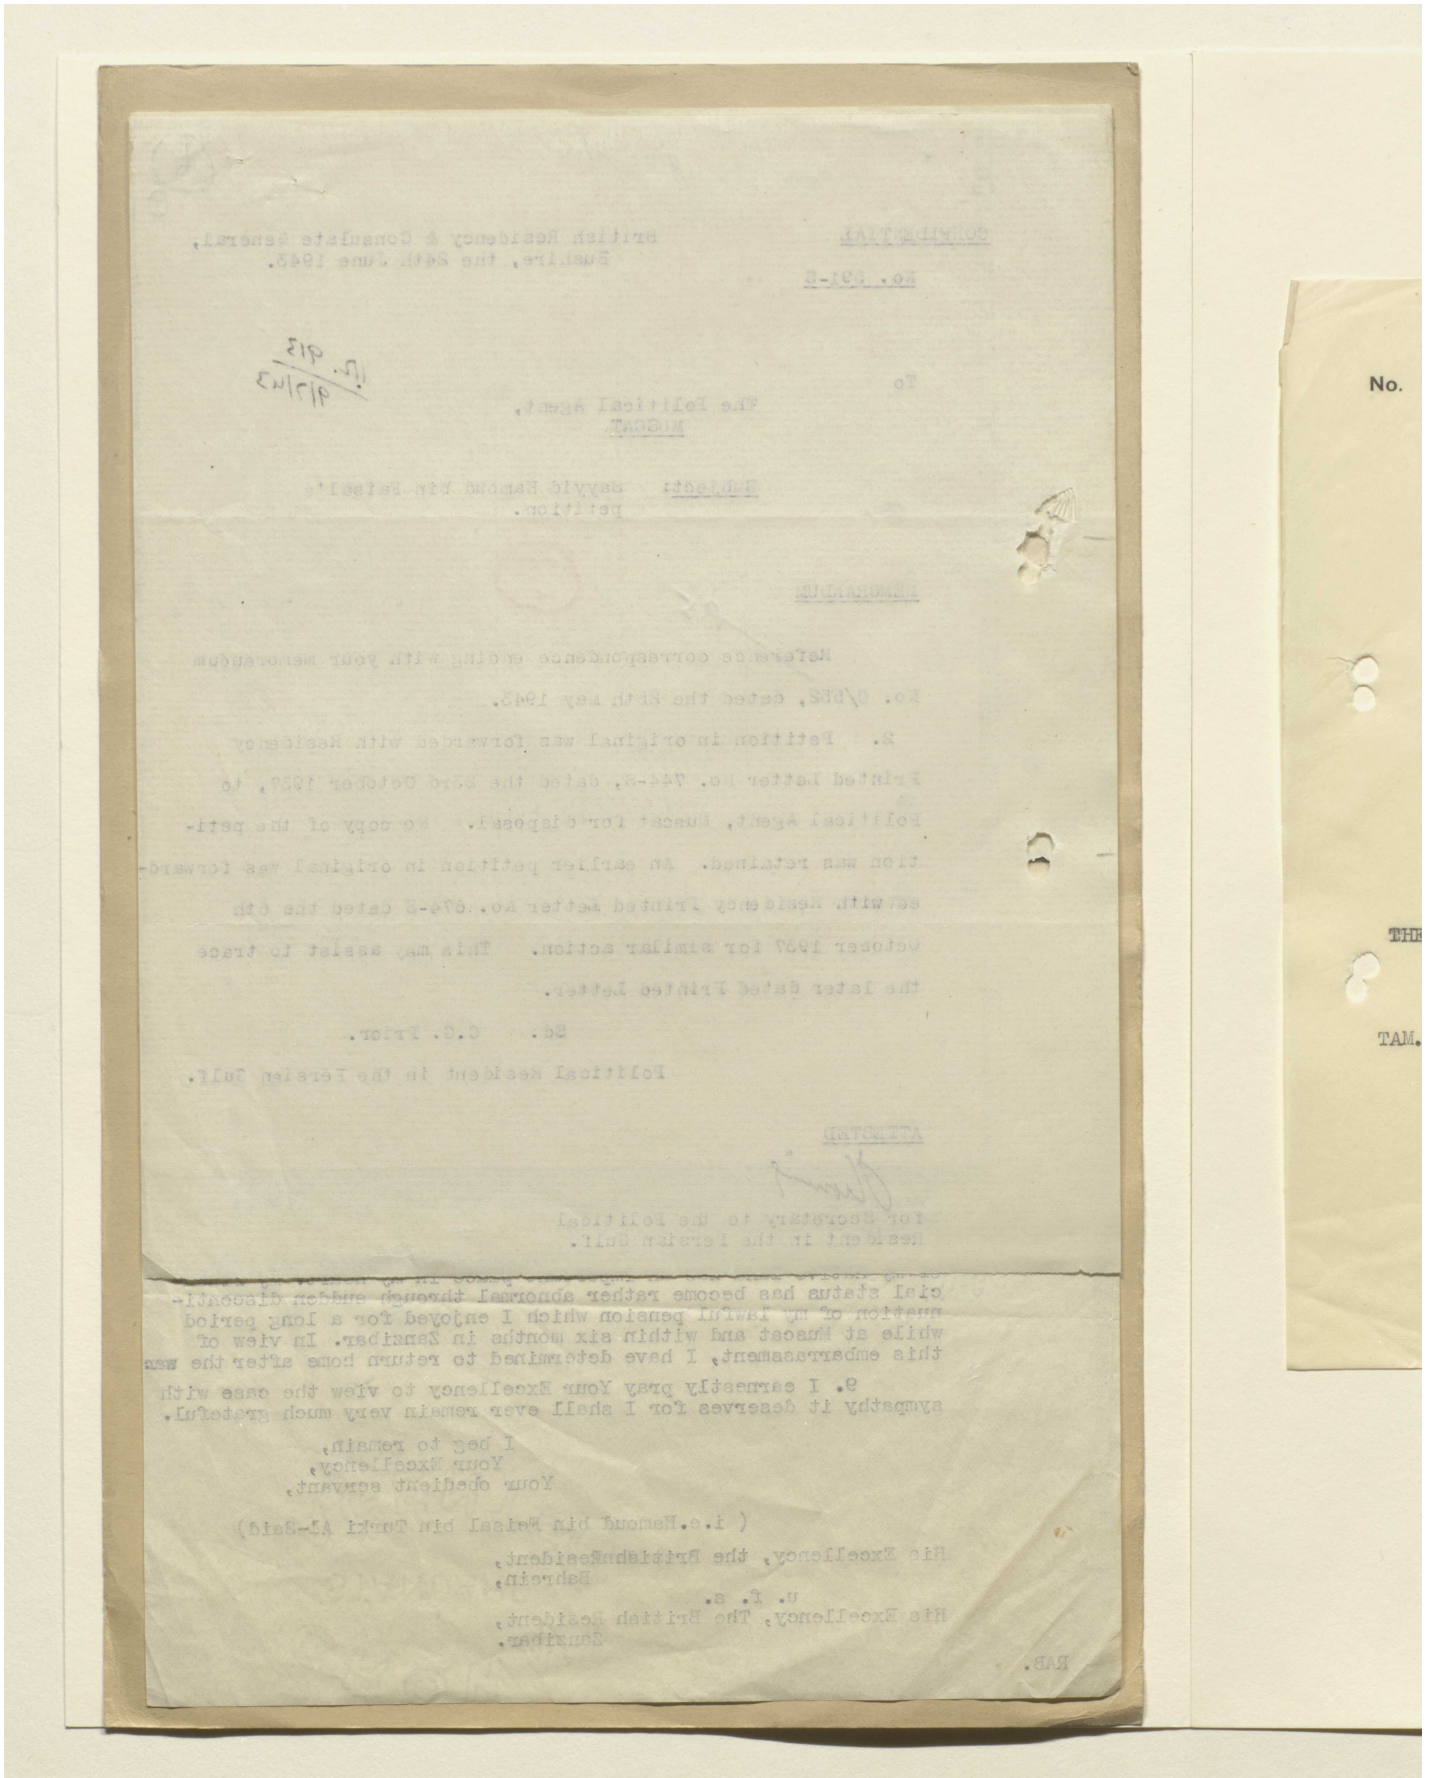 CONFIDENTIAL
British Residency & Consulate General,
Bushire, the 24th June 1943.
No. 391-S
R. 913
9/7/43
To
The Political Agent,
MUSCAT
Subject: Sayyid Hamoud bin Faisal's
petition.
MEMORANDUM
Reference correspondence ending with your memorandum
No. C/552, dated the 25th May 1943.
2. Petition in original was forwarded with Residency
Printed Letter No. 744-S, dated the 23rd October 1937, to
Political Agent, Muscat for disposal. No copy of the peti-
tion was retained. An earlier petition in original was forward-
ed with Residency Printed Letter No. 674-S dated the 6th
October 1937 for similar action. This may assist to trace
the later dated Printed Letter.
Sd. C.G. Prior.
Political Resident in the Persian Gulf.
ATTESTED
for Secretary to the Political
Resident in the Persian Gulf.
cial status has become rather abnormal through sudden discontin-
nuation of my lawful pension which I enjoyed for a long period
while at Muscat and within six months in Zanzibar. In view of
this embarrassment, I have determined to return home after the war
9. I earnestly pray Your Excellency to view the case with
sympathy it deserves for I shall ever remain very much grateful.
I beg to remain,
Your Excellency,
Your obedient servant,
( i.e.Hamoud bin Feisal bin Turki Al-Said)
His Excellency, the British Resident,
Bahrein,
u. f. s.
His Excellency, The British Resident,
Zanzibar.
RAB.
No.
THE
TAM.